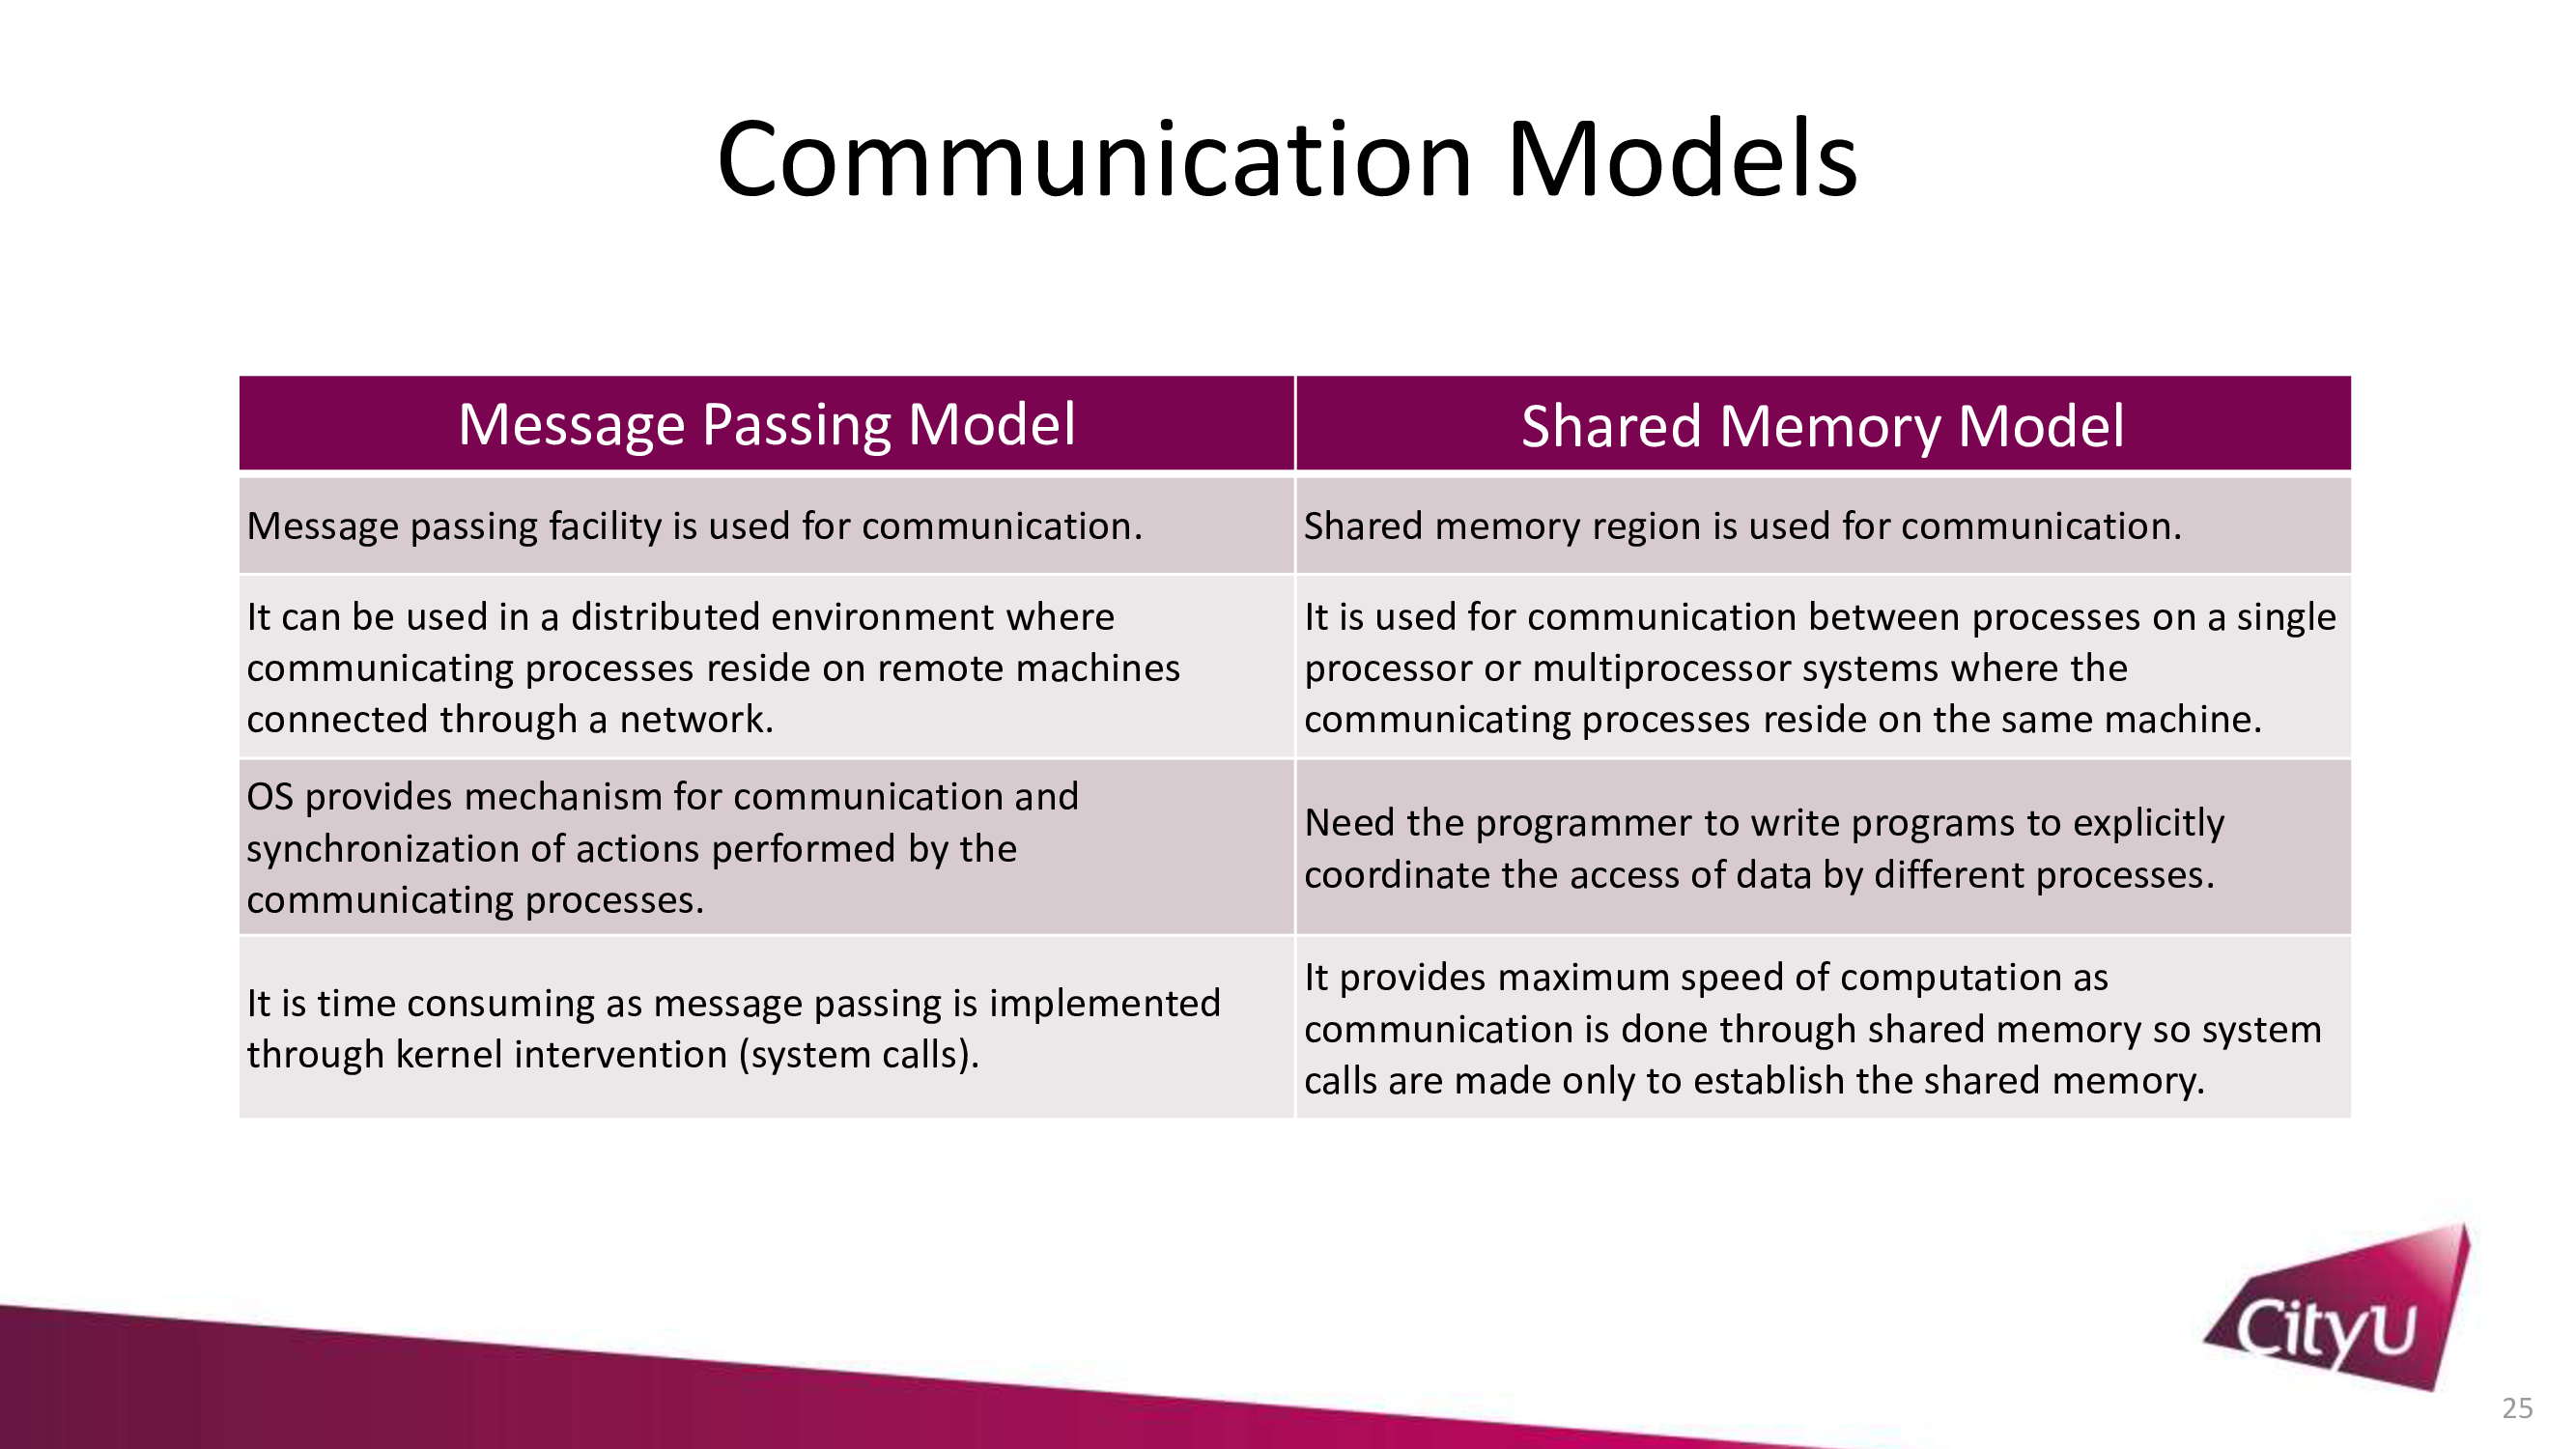 Communication Models
Message Passing Model
Shared Memory Model
Message passing facility is used for communication.
Shared memory region is used for communication.
It can be used in a distributed environment where
communicating processes reside on remote machines
connected through a network.
It is used for communication between processes on a single
processor or multiprocessor systems where the
communicating processes reside on the same machine.
OS provides mechanism for communication and
synchronization of actions performed by the
communicating processes.
Need the programmer to write programs to explicitly
coordinate the access of data by different processes.
It is time consuming as message passing is implemented
through kernel intervention (system calls).
It provides maximum speed of computation as
communication is done through shared memory so system
calls are made only to establish the shared memory.
CityU
25